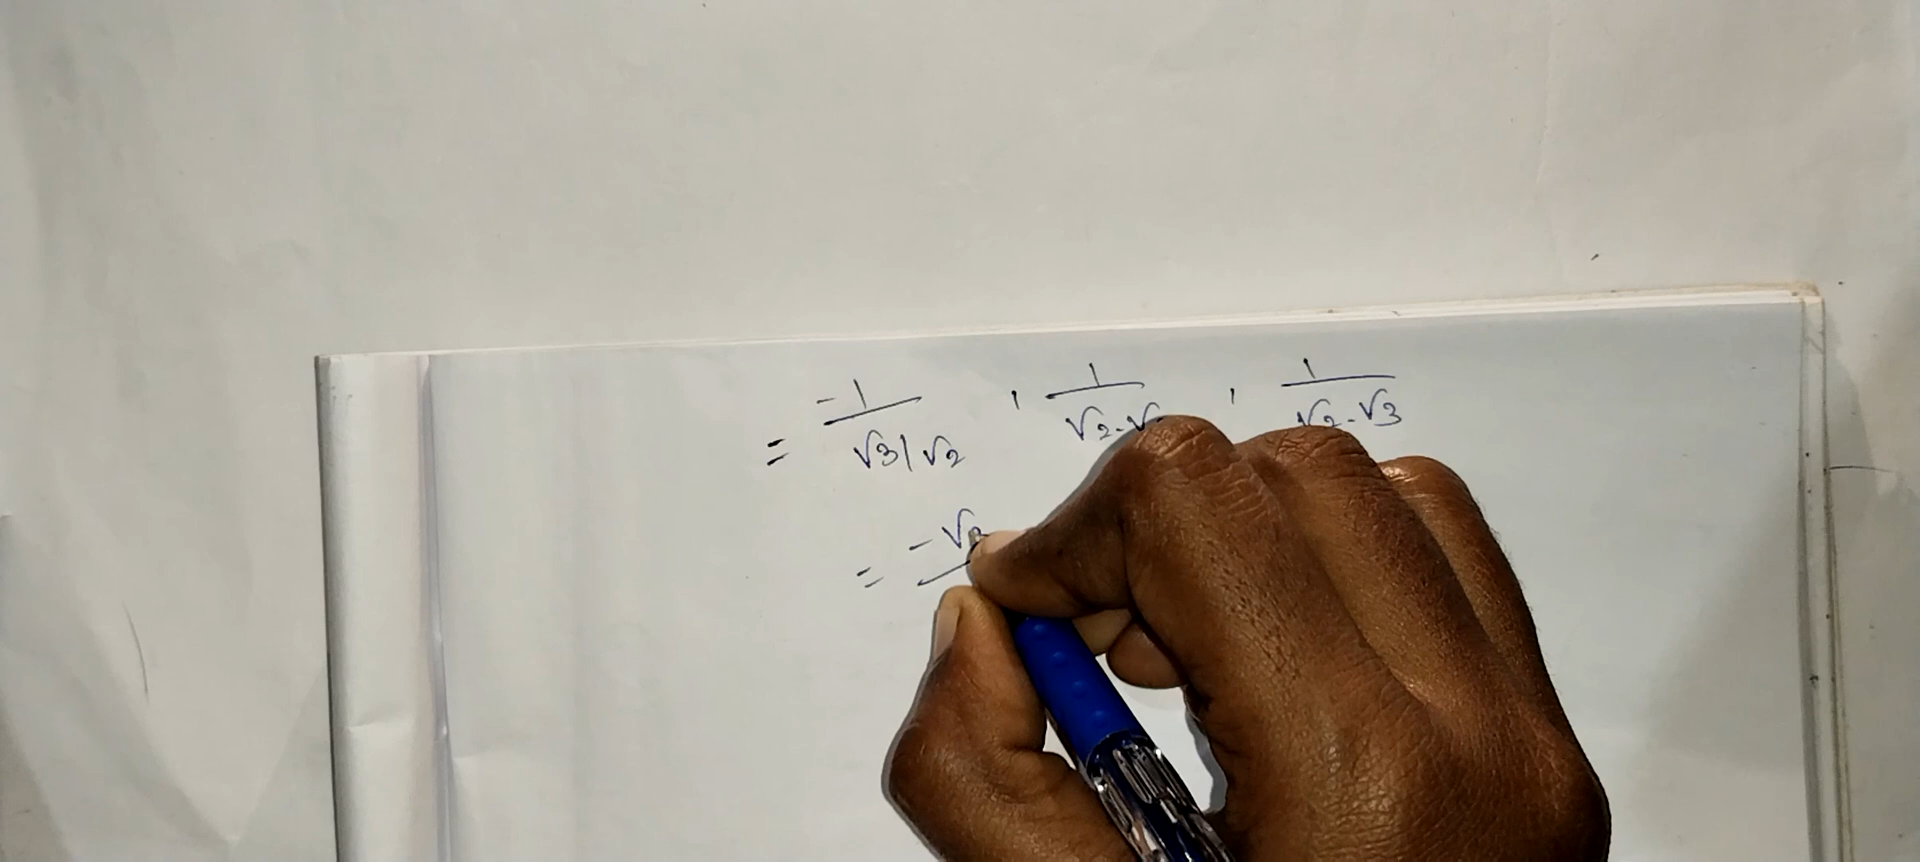 = -1/√3/√2 , 1/√2.√ , 1/√2.√3
= -√